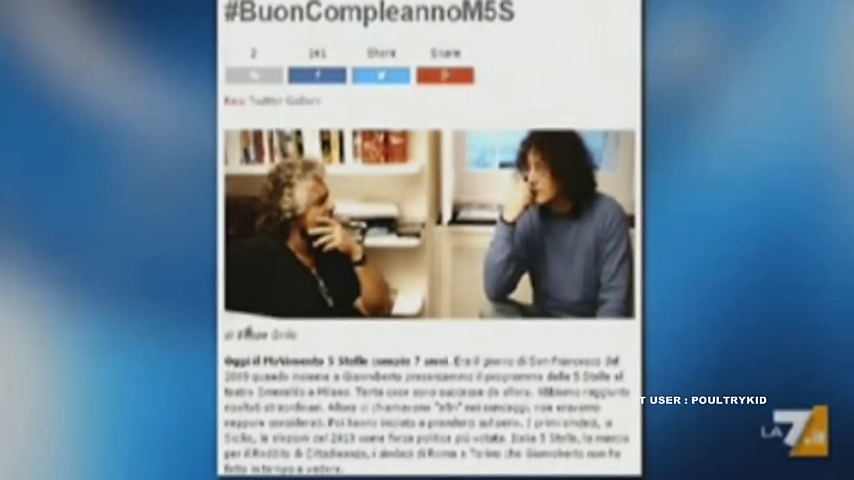 #BuonCompleannoM5S
2 141 Share Share
di Beppe Grillo
Oggi il MoVimento 5 Stelle compie 7 anni. Era il giorno di San Francesco del
2009 quando insieme a Gianroberto presentammo il programma delle 5 Stelle al
teatro Smeraldo a Milano. Tante cose sono successe da allora. Abbiamo raggiunto
risultati straordinari. Allora ci chiamavano "altri" nei sondaggi, non eravamo
neppure considerati. Poi hanno iniziato a prenderci sul serio. I primi sindaci, la
Sicilia, le elezioni del 2013 come forza politica più votata. Italia 5 Stelle, la marcia
per il Reddito di Cittadinanza, i sindaci di Roma e Torino che Gianroberto non ha
fatto in tempo a vedere.
T USER : POULTRYKID
LA7.it